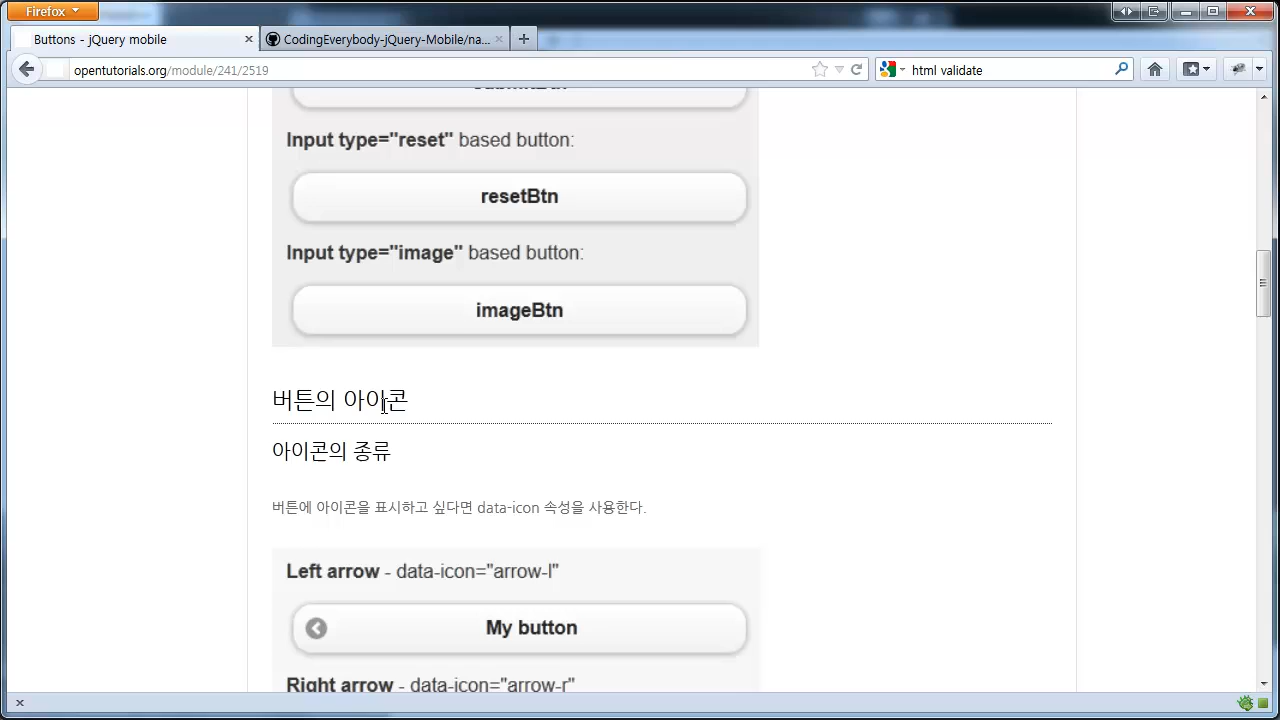 Firefox
Buttons - jQuery mobile
CodingEverybody-jQuery-Mobile/na...
opentutorials.org/module/241/2519
html validate
Input type="reset" based button:
resetBtn
Input type="image" based button:
imageBtn
버튼의 아이콘
아이콘의 종류
버튼에 아이콘을 표시하고 싶다면 data-icon 속성을 사용한다.
Left arrow - data-icon="arrow-l"
My button
Right arrow - data-icon="arrow-r"